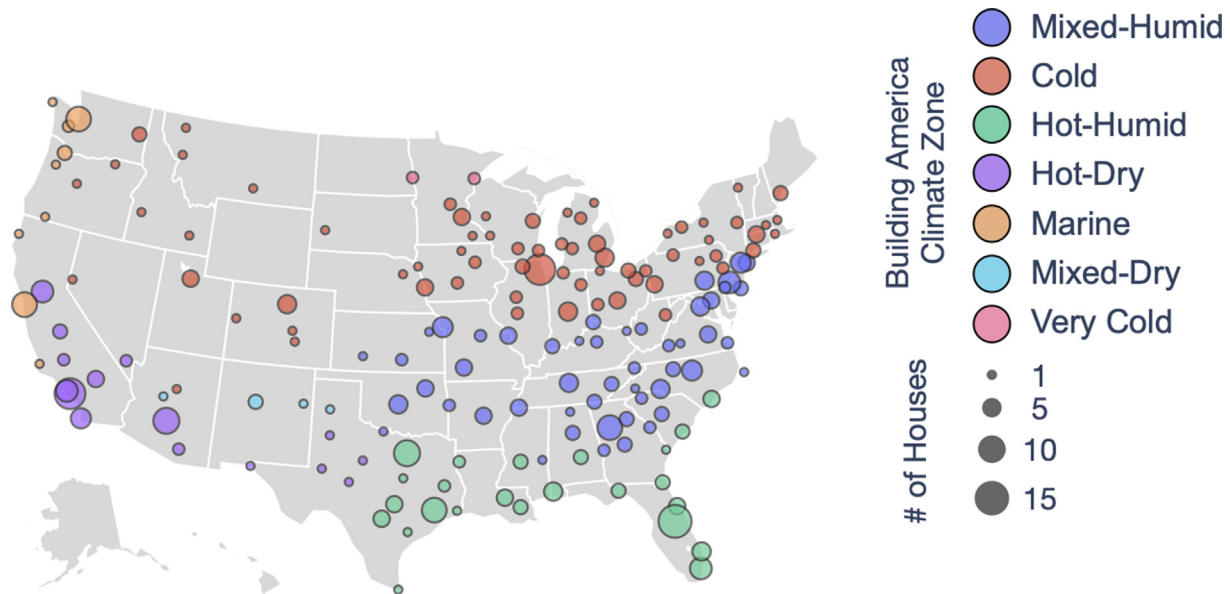 Building America
Climate Zone
Mixed-Humid
Cold
Hot-Humid
Hot-Dry
Marine
Mixed-Dry
Very Cold
# of Houses
1
5
10
15